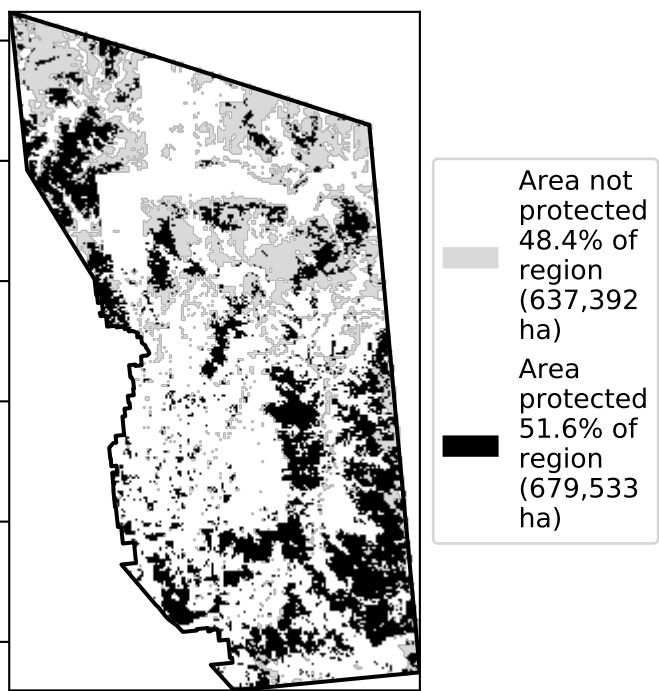 Area not
protected
48.4% of
region
(637,392
ha)
Area
protected
51.6% of
region
(679,533
ha)